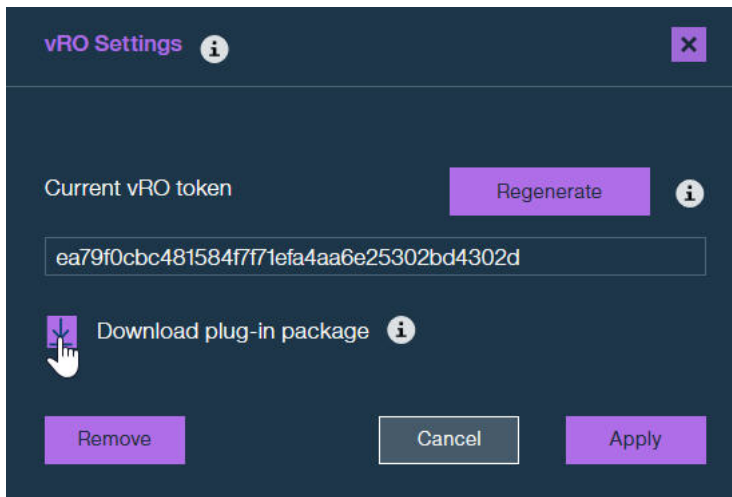 vRO Settings
Current vRO token
Regenerate
ea79f0cbc481584f7f71efa4aa6e25302bd4302d
Download plug-in package
Remove
Cancel
Apply